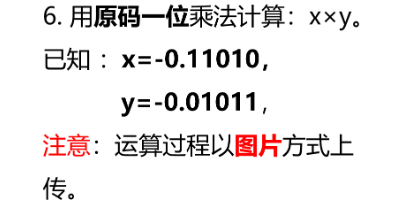 6. 用原码一位乘法计算：x×y。
已知 ：x=-0.11010，
y=-0.01011，
注意：运算过程以图片方式上
传。